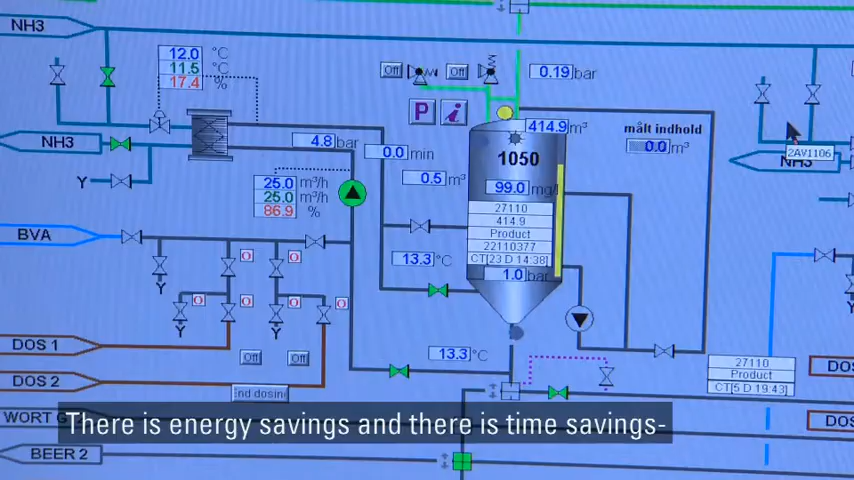 NH3
12.0 °C
11.5 °C
17.4 %
Off
Off
0.19 bar
P i
414.9 m³
målt indhold
0.0 m³
NH3
4.8 bar
0.0 min
1050
2AV1106
NH3
Y
25.0 m³/h
25.0 m³/h
86.9 %
0.5 m³
99.0 mg/l
27110
414.9
Product
22110377
CT[23 D 14:38]
BVA
O
O
13.3 °C
1.0 bar
Y
O
O
O
Y
Y
DOS 1
Off
Off
13.3 °C
27110
Product
CT[5 D 19:43]
DO
DOS 2
nd dosing
WORT
There is energy savings and there is time savings-
DO
BEER 2